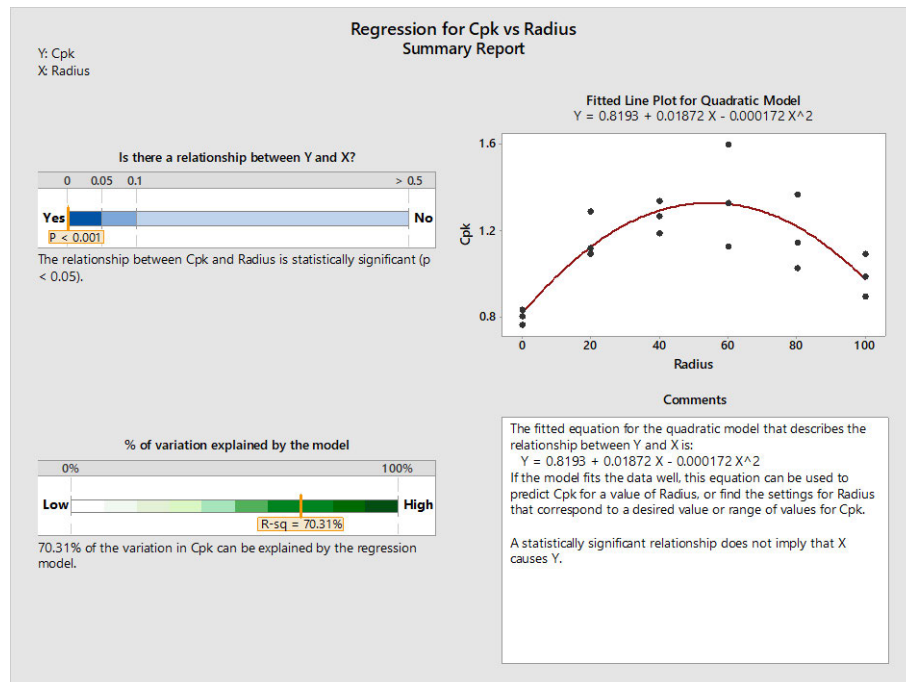 Regression for Cpk vs Radius
Summary Report
Y: Cpk
X: Radius
Is there a relationship between Y and X?
0 0.05 0.1 > 0.5
Yes No
P < 0.001
The relationship between Cpk and Radius is statistically significant (p
< 0.05).
Fitted Line Plot for Quadratic Model
Y = 0.8193 + 0.01872 X - 0.000172 X^2
1.6
1.2
0.8
Cpk
0 20 40 60 80 100
Radius
% of variation explained by the model
0% 100%
Low High
R-sq = 70.31%
70.31% of the variation in Cpk can be explained by the regression
model.
Comments
The fitted equation for the quadratic model that describes the
relationship between Y and X is:
Y = 0.8193 + 0.01872 X - 0.000172 X^2
If the model fits the data well, this equation can be used to
predict Cpk for a value of Radius, or find the settings for Radius
that correspond to a desired value or range of values for Cpk.
A statistically significant relationship does not imply that X
causes Y.